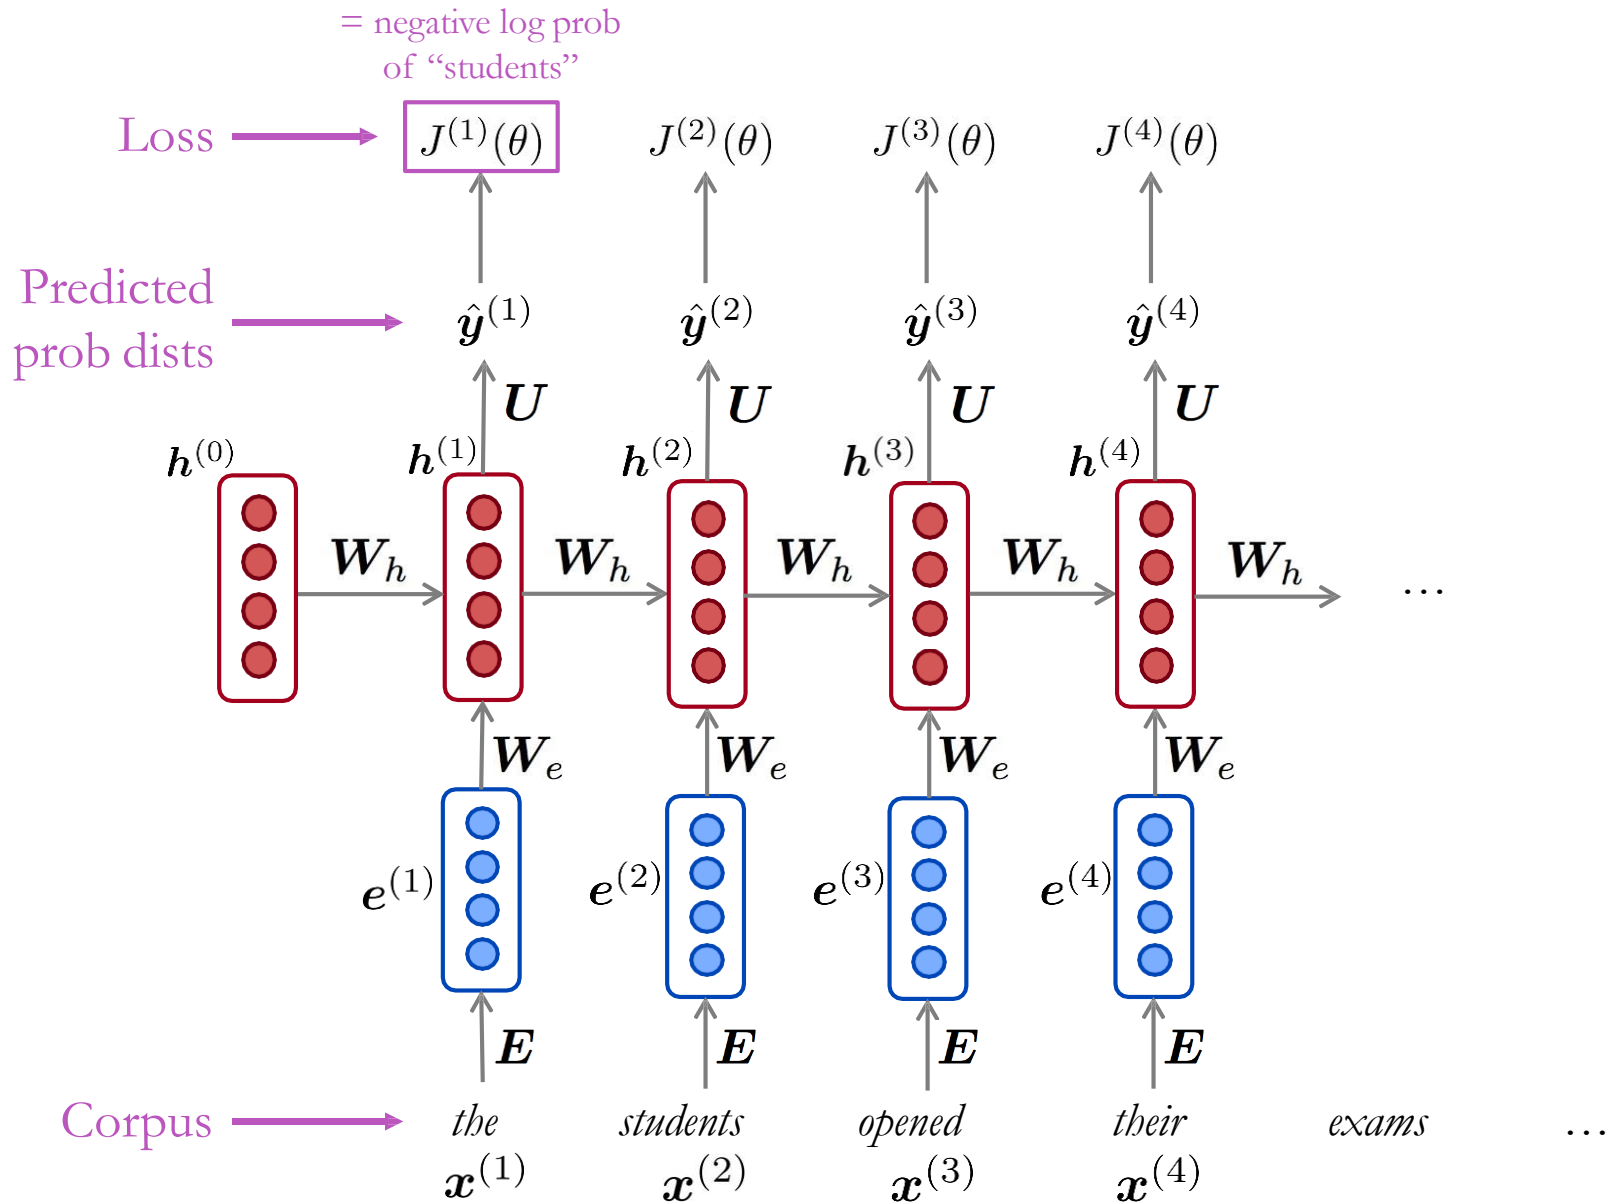 = negative log prob
of “students”
Loss J⁽¹⁾(θ) J⁽²⁾(θ) J⁽³⁾(θ) J⁽⁴⁾(θ)
Predicted
prob dists
ŷ⁽¹⁾ ŷ⁽²⁾ ŷ⁽³⁾ ŷ⁽⁴⁾
U U U U
h⁽⁰⁾ h⁽¹⁾ h⁽²⁾ h⁽³⁾ h⁽⁴⁾
Wₕ Wₕ Wₕ Wₕ Wₕ ...
Wₑ Wₑ Wₑ Wₑ
e⁽¹⁾ e⁽²⁾ e⁽³⁾ e⁽⁴⁾
E E E E
Corpus the students opened their exams ...
x⁽¹⁾ x⁽²⁾ x⁽³⁾ x⁽⁴⁾